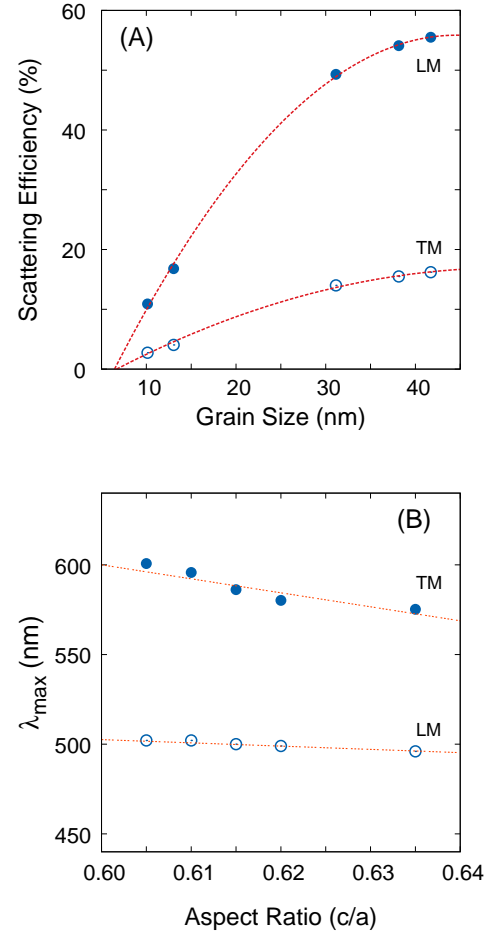 (A)
Scattering Efficiency (%)
60
40
20
0
LM
TM
10 20 30 40
Grain Size (nm)
(B)
λmax (nm)
600
550
500
450
TM
LM
0.60 0.61 0.62 0.63 0.64
Aspect Ratio (c/a)